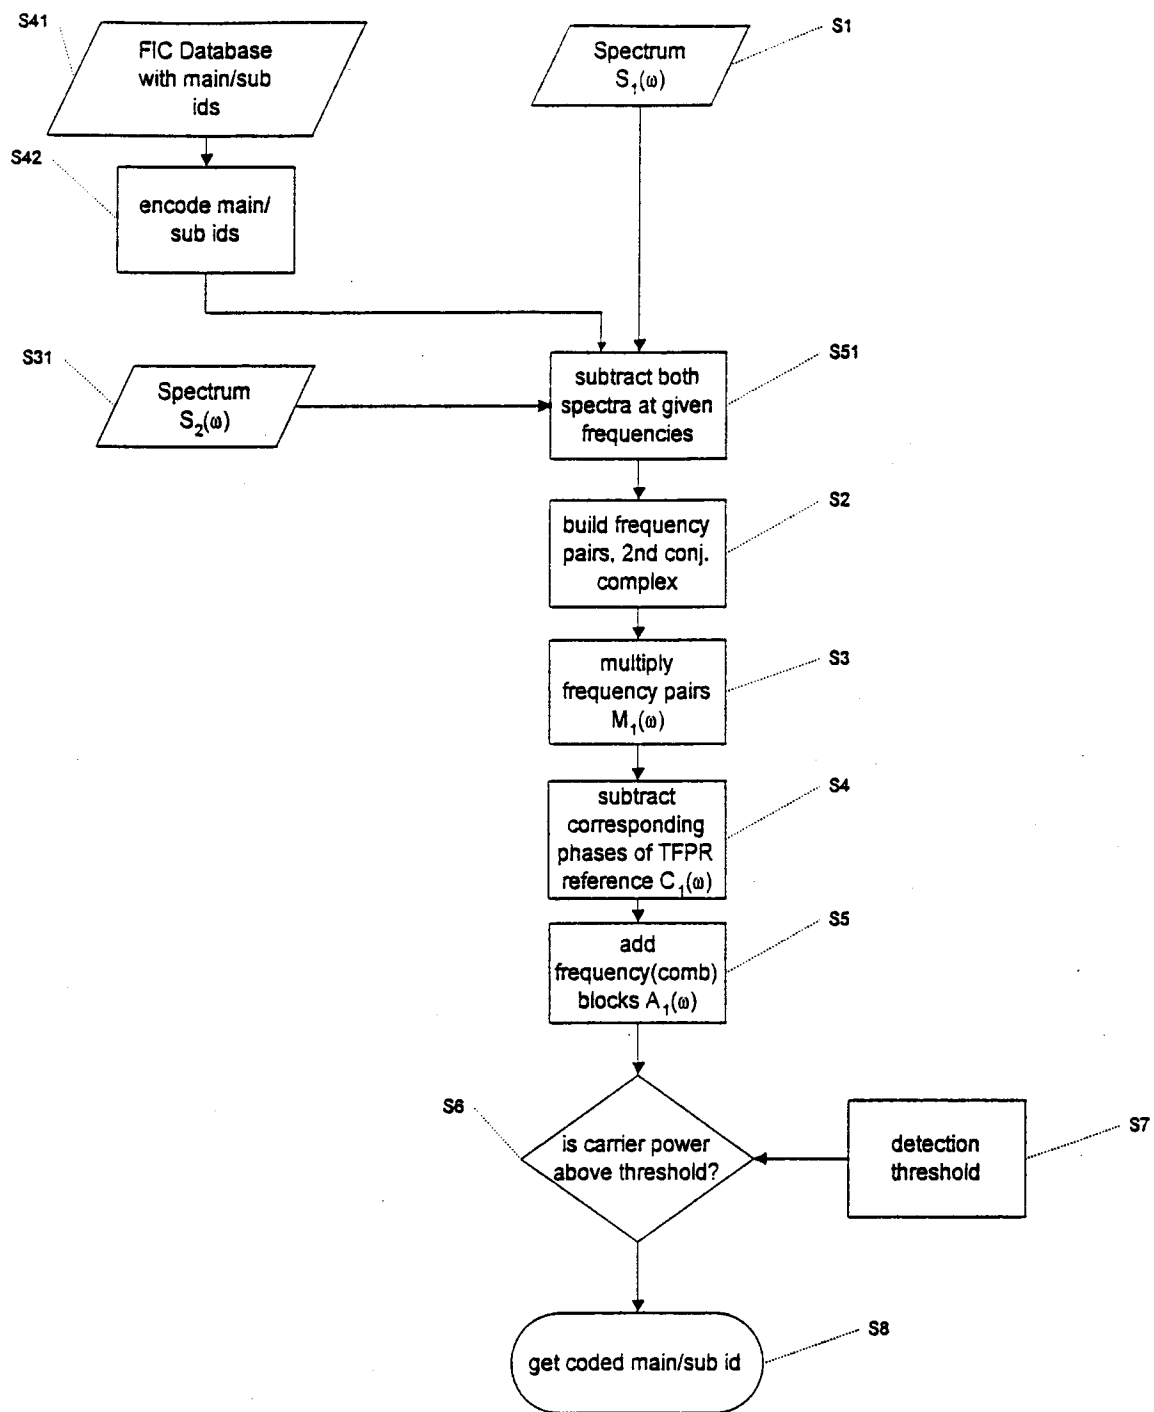 S41
FIC Database
with main/sub
ids
S1
Spectrum
S₁(ω)
S42
encode main/
sub ids
S31
Spectrum
S₂(ω)
S51
subtract both
spectra at given
frequencies
S2
build frequency
pairs, 2nd conj.
complex
S3
multiply
frequency pairs
M₁(ω)
S4
subtract
corresponding
phases of TFPR
reference C₁(ω)
S5
add
frequency(comb)
blocks A₁(ω)
S6
is carrier power
above threshold?
S7
detection
threshold
S8
get coded main/sub id